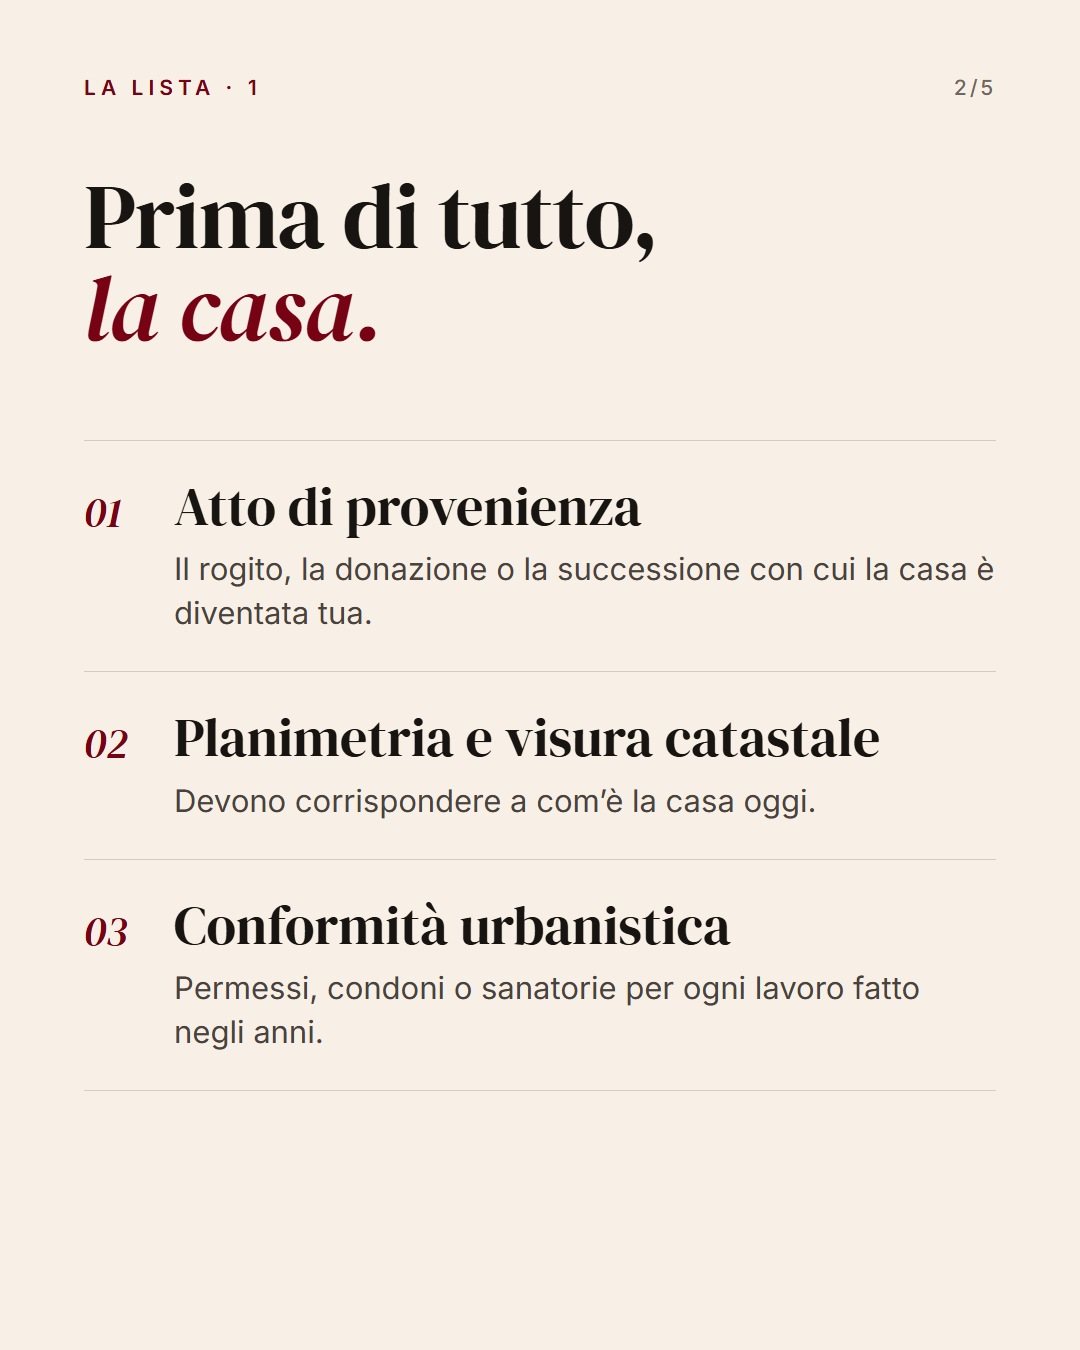 LA LISTA · 1
2/5
Prima di tutto,
la casa.
01
Atto di provenienza
Il rogito, la donazione o la successione con cui la casa è
diventata tua.
02
Planimetria e visura catastale
Devono corrispondere a com’è la casa oggi.
03
Conformità urbanistica
Permessi, condoni o sanatorie per ogni lavoro fatto
negli anni.